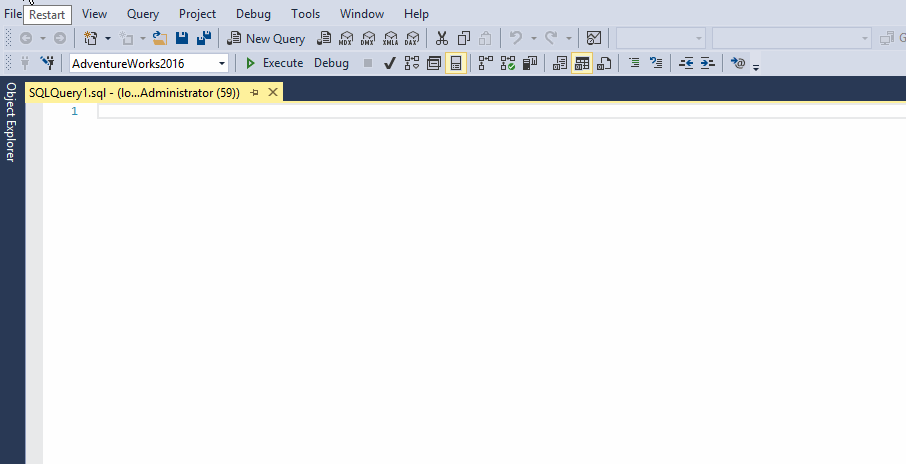 File Restart View Query Project Debug Tools Window Help
New Query MDX DMX XMLA DAX G
AdventureWorks2016 Execute Debug
SQLQuery1.sql - (lo...Administrator (59))
1
Object Explorer